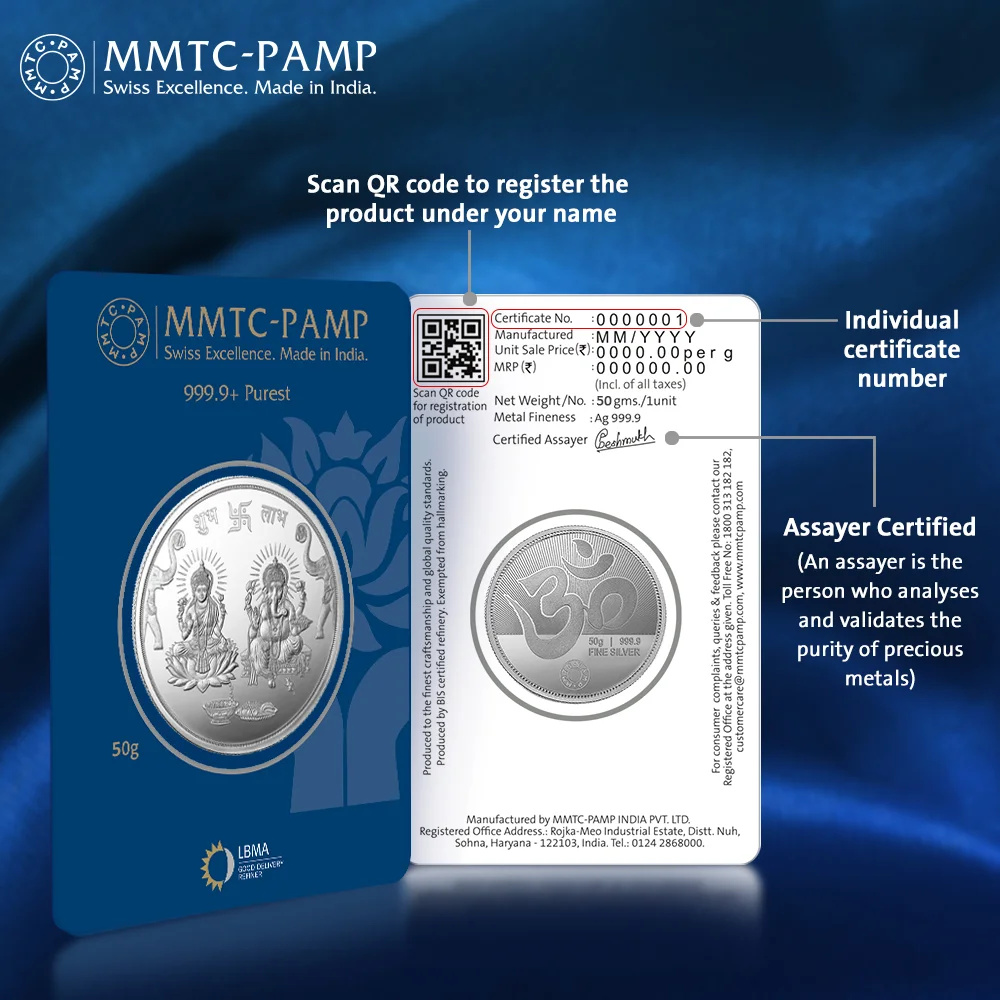 MMTC-PAMP
MMTC-PAMP
Swiss Excellence. Made in India.
Scan QR code to register the
product under your name
MMTC-PAMP
MMTC-PAMP
Swiss Excellence. Made in India.
999.9+ Purest
शुभ लाभ
50g
LBMA
GOOD DELIVERY
REFINER
Scan QR code
for registration
of product
Certificate No. :0000001
Manufactured :MM/YYYY
Unit Sale Price(₹):0000.00per g
MRP (₹) :000000.00
(Incl. of all taxes)
Net Weight/No. :50gms./1unit
Metal Fineness :Ag 999.9
Certified Assayer
Produced to the finest craftsmanship and global quality standards.
Produced by BIS certified refinery. Exempted from hallmarking.
50g | 999.9
FINE SILVER
For consumer complaints, queries & feedback please contact our
Registered Office at the address given. Toll Free No: 1800 313 182 182,
customercare@mmtcpamp.com, www.mmtcpamp.com
Manufactured by MMTC-PAMP INDIA PVT. LTD.
Registered Office Address.: Rojka-Meo Industrial Estate, Distt. Nuh,
Sohna, Haryana - 122103, India. Tel.: 0124 2868000.
Individual
certificate
number
Assayer Certified
(An assayer is the
person who analyses
and validates the
purity of precious
metals)